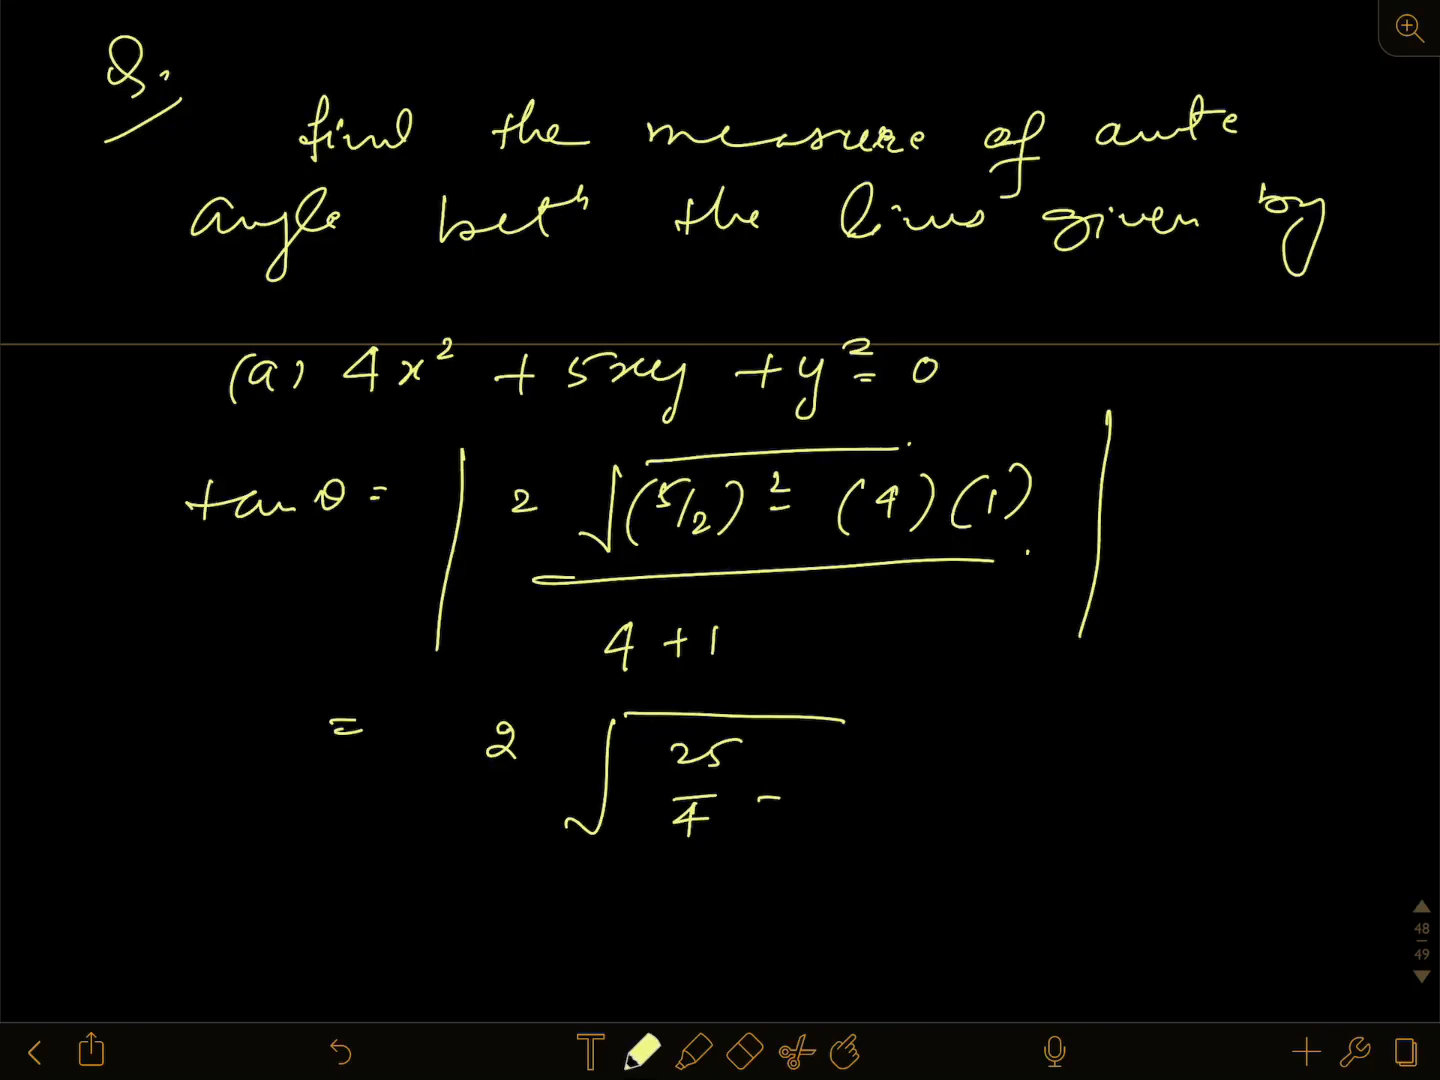 Q.
find the measure of acute
angle betⁿ the lines given by
(a) 4x² + 5xy + y² = 0
tan θ = | 2 √(5/2)² - (4)(1)
4 + 1 |
= 2 √ 25/4 -
48
49
T